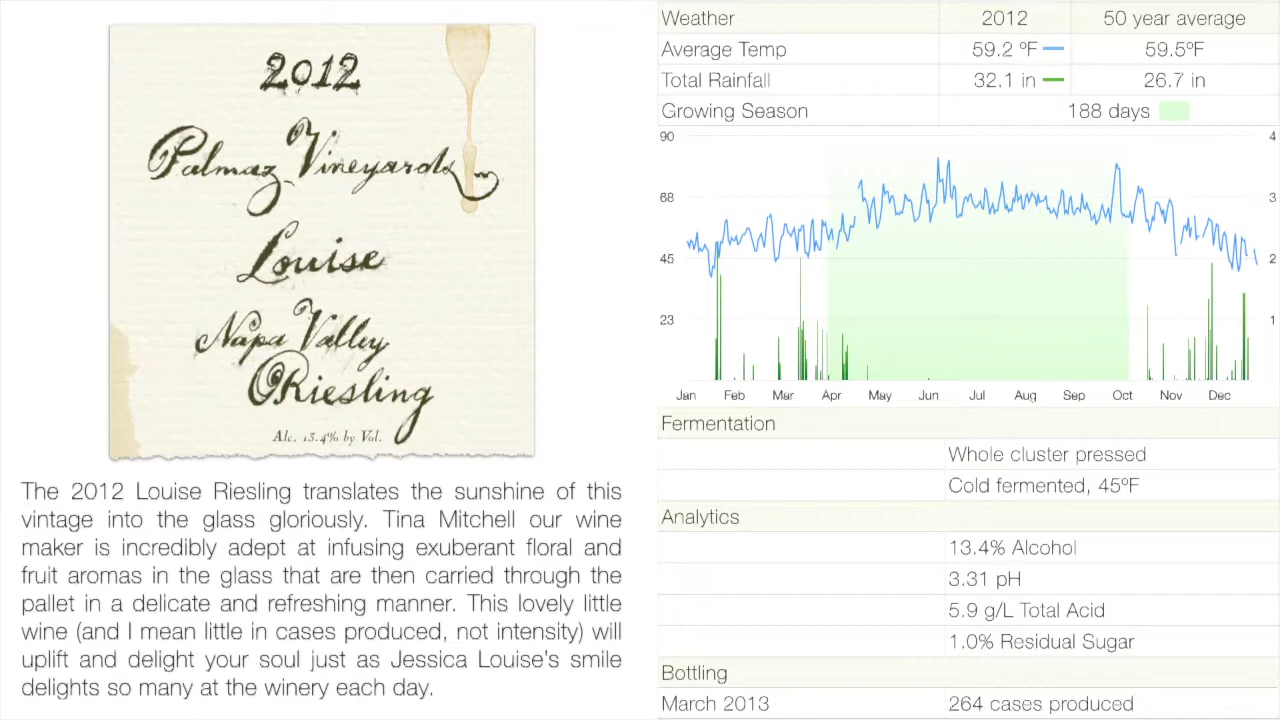 2012
Palmaz Vineyards
Louise
Napa Valley
Riesling
Alc. 13.4% by Vol.
The 2012 Louise Riesling translates the sunshine of this
vintage into the glass gloriously. Tina Mitchell our wine
maker is incredibly adept at infusing exuberant floral and
fruit aromas in the glass that are then carried through the
pallet in a delicate and refreshing manner. This lovely little
wine (and I mean little in cases produced, not intensity) will
uplift and delight your soul just as Jessica Louise's smile
delights so many at the winery each day.
Weather 2012 50 year average
Average Temp 59.2 ºF 59.5ºF
Total Rainfall 32.1 in 26.7 in
Growing Season 188 days
90 4
68 3
45 2
23 1
Jan Feb Mar Apr May Jun Jul Aug Sep Oct Nov Dec
Fermentation
Whole cluster pressed
Cold fermented, 45ºF
Analytics
13.4% Alcohol
3.31 pH
5.9 g/L Total Acid
1.0% Residual Sugar
Bottling
March 2013 264 cases produced